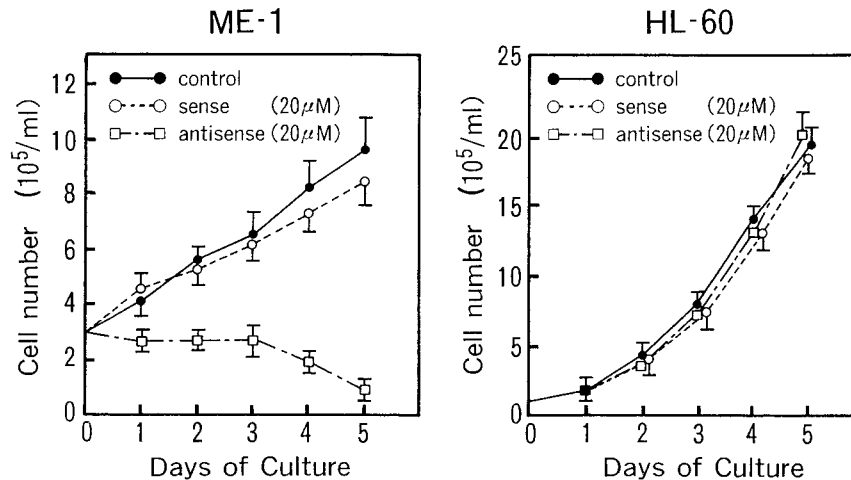 ME-1
12
10
8
6
4
2
0
0 1 2 3 4 5
Cell number (10⁵/ml)
Days of Culture
control
sense (20μM)
antisense (20μM)
HL-60
25
20
15
10
5
0
0 1 2 3 4 5
Cell number (10⁵/ml)
Days of Culture
control
sense (20μM)
antisense (20μM)